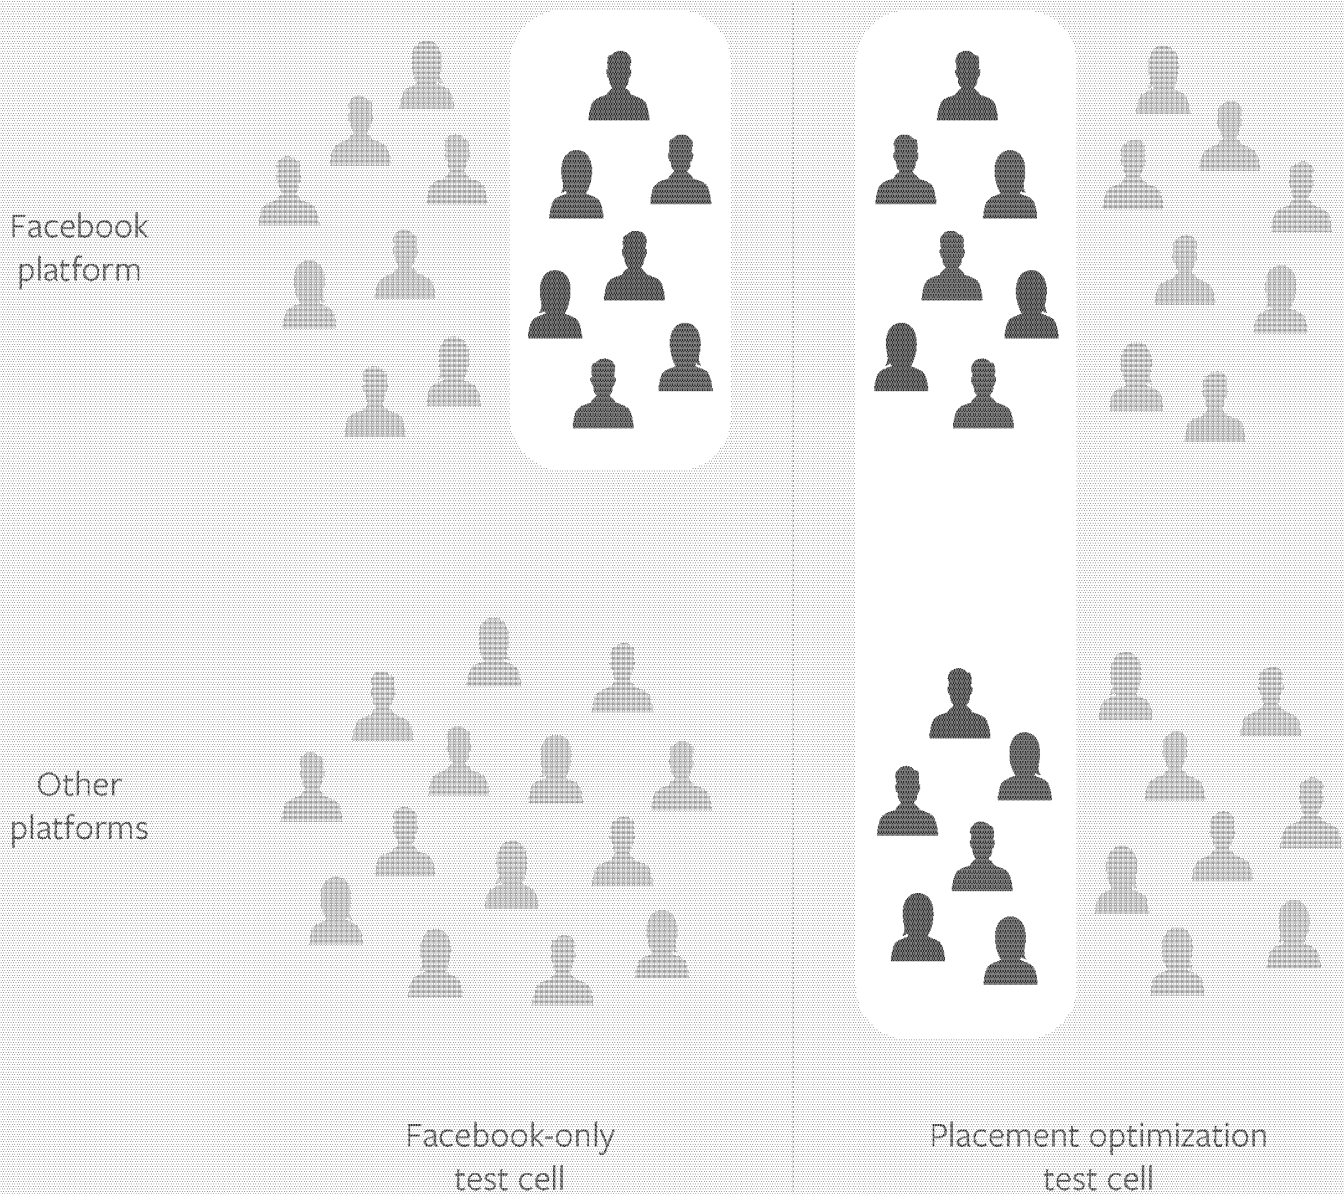 Facebook
platform
Other
platforms
Facebook-only
test cell
Placement optimization
test cell